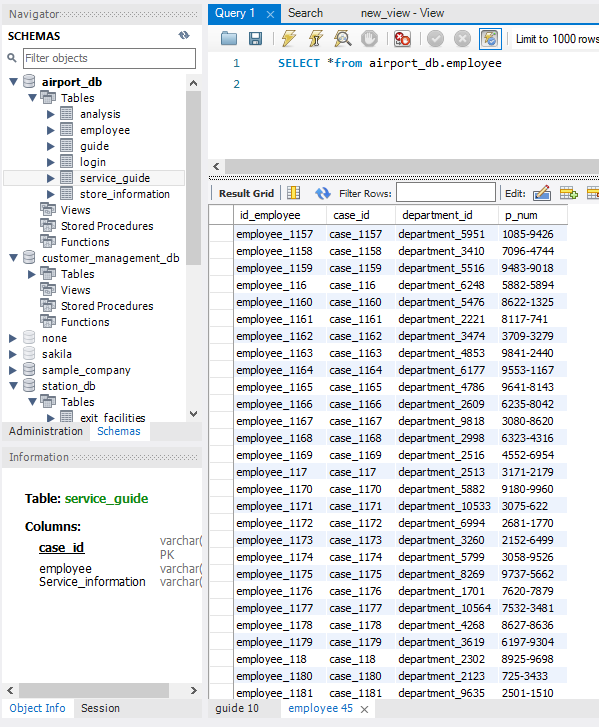 Navigator
SCHEMAS
Filter objects
airport_db
Tables
analysis
employee
guide
login
service_guide
store_information
Views
Stored Procedures
Functions
customer_management_db
Tables
Views
Stored Procedures
Functions
none
sakila
sample_company
station_db
Tables
exit_facilities
Administration Schemas
Information
Table: service_guide
Columns:
case_id varchar(
PK
employee varchar(
Service_information varchar(
Object Info Session
Query 1 Search new_view - View
Limit to 1000 rows
1 SELECT *from airport_db.employee
2
Result Grid Filter Rows: Edit:
id_employee case_id department_id p_num
employee_1157 case_1157 department_5951 1085-9426
employee_1158 case_1158 department_3410 7096-4744
employee_1159 case_1159 department_5516 9483-9018
employee_116 case_116 department_6248 5882-5894
employee_1160 case_1160 department_5476 8622-1325
employee_1161 case_1161 department_2221 8117-741
employee_1162 case_1162 department_3474 3709-3279
employee_1163 case_1163 department_4853 9841-2440
employee_1164 case_1164 department_6177 9553-1167
employee_1165 case_1165 department_4786 9641-8143
employee_1166 case_1166 department_2609 6235-8042
employee_1167 case_1167 department_9818 3080-8620
employee_1168 case_1168 department_2998 6323-4316
employee_1169 case_1169 department_2516 4552-6954
employee_117 case_117 department_2513 3171-2179
employee_1170 case_1170 department_5882 9180-9960
employee_1171 case_1171 department_10533 3075-622
employee_1172 case_1172 department_6994 2681-1770
employee_1173 case_1173 department_3260 2152-6499
employee_1174 case_1174 department_5799 3058-9526
employee_1175 case_1175 department_8269 9737-5662
employee_1176 case_1176 department_1701 7620-7879
employee_1177 case_1177 department_10564 7532-3481
employee_1178 case_1178 department_4268 8627-8636
employee_1179 case_1179 department_3619 6197-9304
employee_118 case_118 department_2302 8925-9698
employee_1180 case_1180 department_2123 725-3433
employee_1181 case_1181 department_9635 2501-1510
guide 10 employee 45